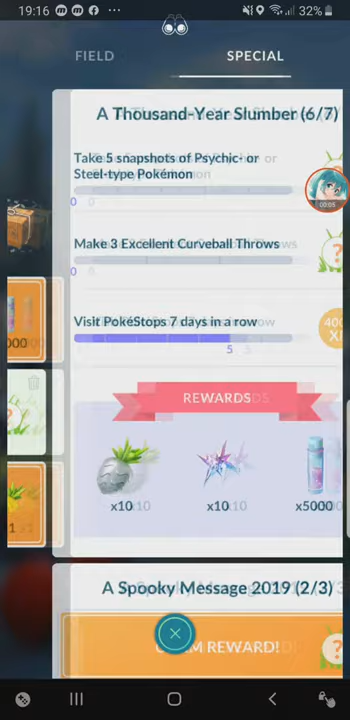 19:16
32%
FIELD
SPECIAL
A Thousand-Year Slumber (6/7)
Take 5 snapshots of Psychic- or
Steel-type Pokémon
0
00:05
Make 3 Excellent Curveball Throws
0
Visit PokéStops 7 days in a row
5
REWARDS
x10
x10
x5000
A Spooky Message 2019 (2/3)
CLAIM REWARD!